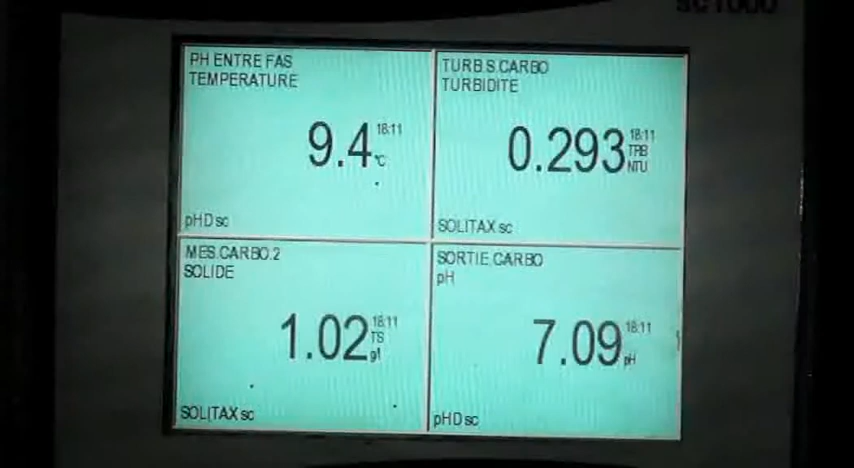 sc1000
PH ENTRE FAS
TEMPERATURE
18:11
9.4 °C
pHD sc
TURB.S.CARBO
TURBIDITE
18:11
0.293 TRB
NTU
SOLITAX sc
MES.CARBO.2
SOLIDE
18:11
1.02 TS
g/l
SOLITAX sc
SORTIE.CARBO
pH
18:11
7.09 pH
pHD sc